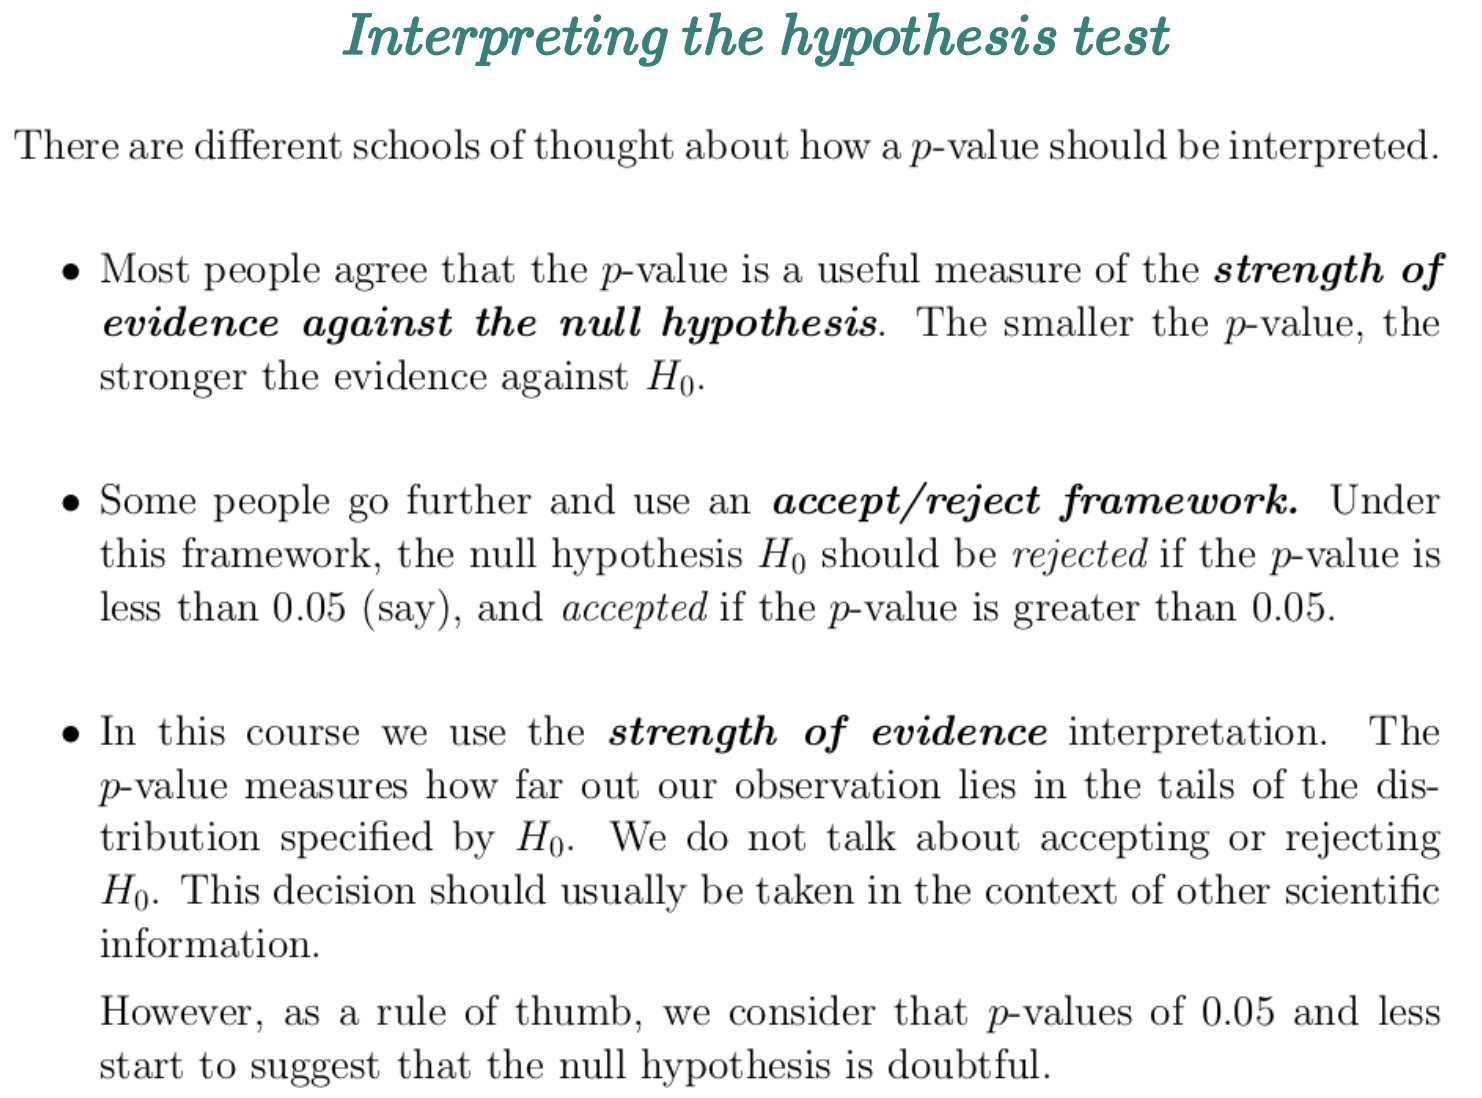 Interpreting the hypothesis test
There are different schools of thought about how a p-value should be interpreted.
• Most people agree that the p-value is a useful measure of the strength of
evidence against the null hypothesis. The smaller the p-value, the
stronger the evidence against H₀.
• Some people go further and use an accept/reject framework. Under
this framework, the null hypothesis H₀ should be rejected if the p-value is
less than 0.05 (say), and accepted if the p-value is greater than 0.05.
• In this course we use the strength of evidence interpretation. The
p-value measures how far out our observation lies in the tails of the dis-
tribution specified by H₀. We do not talk about accepting or rejecting
H₀. This decision should usually be taken in the context of other scientific
information.
However, as a rule of thumb, we consider that p-values of 0.05 and less
start to suggest that the null hypothesis is doubtful.